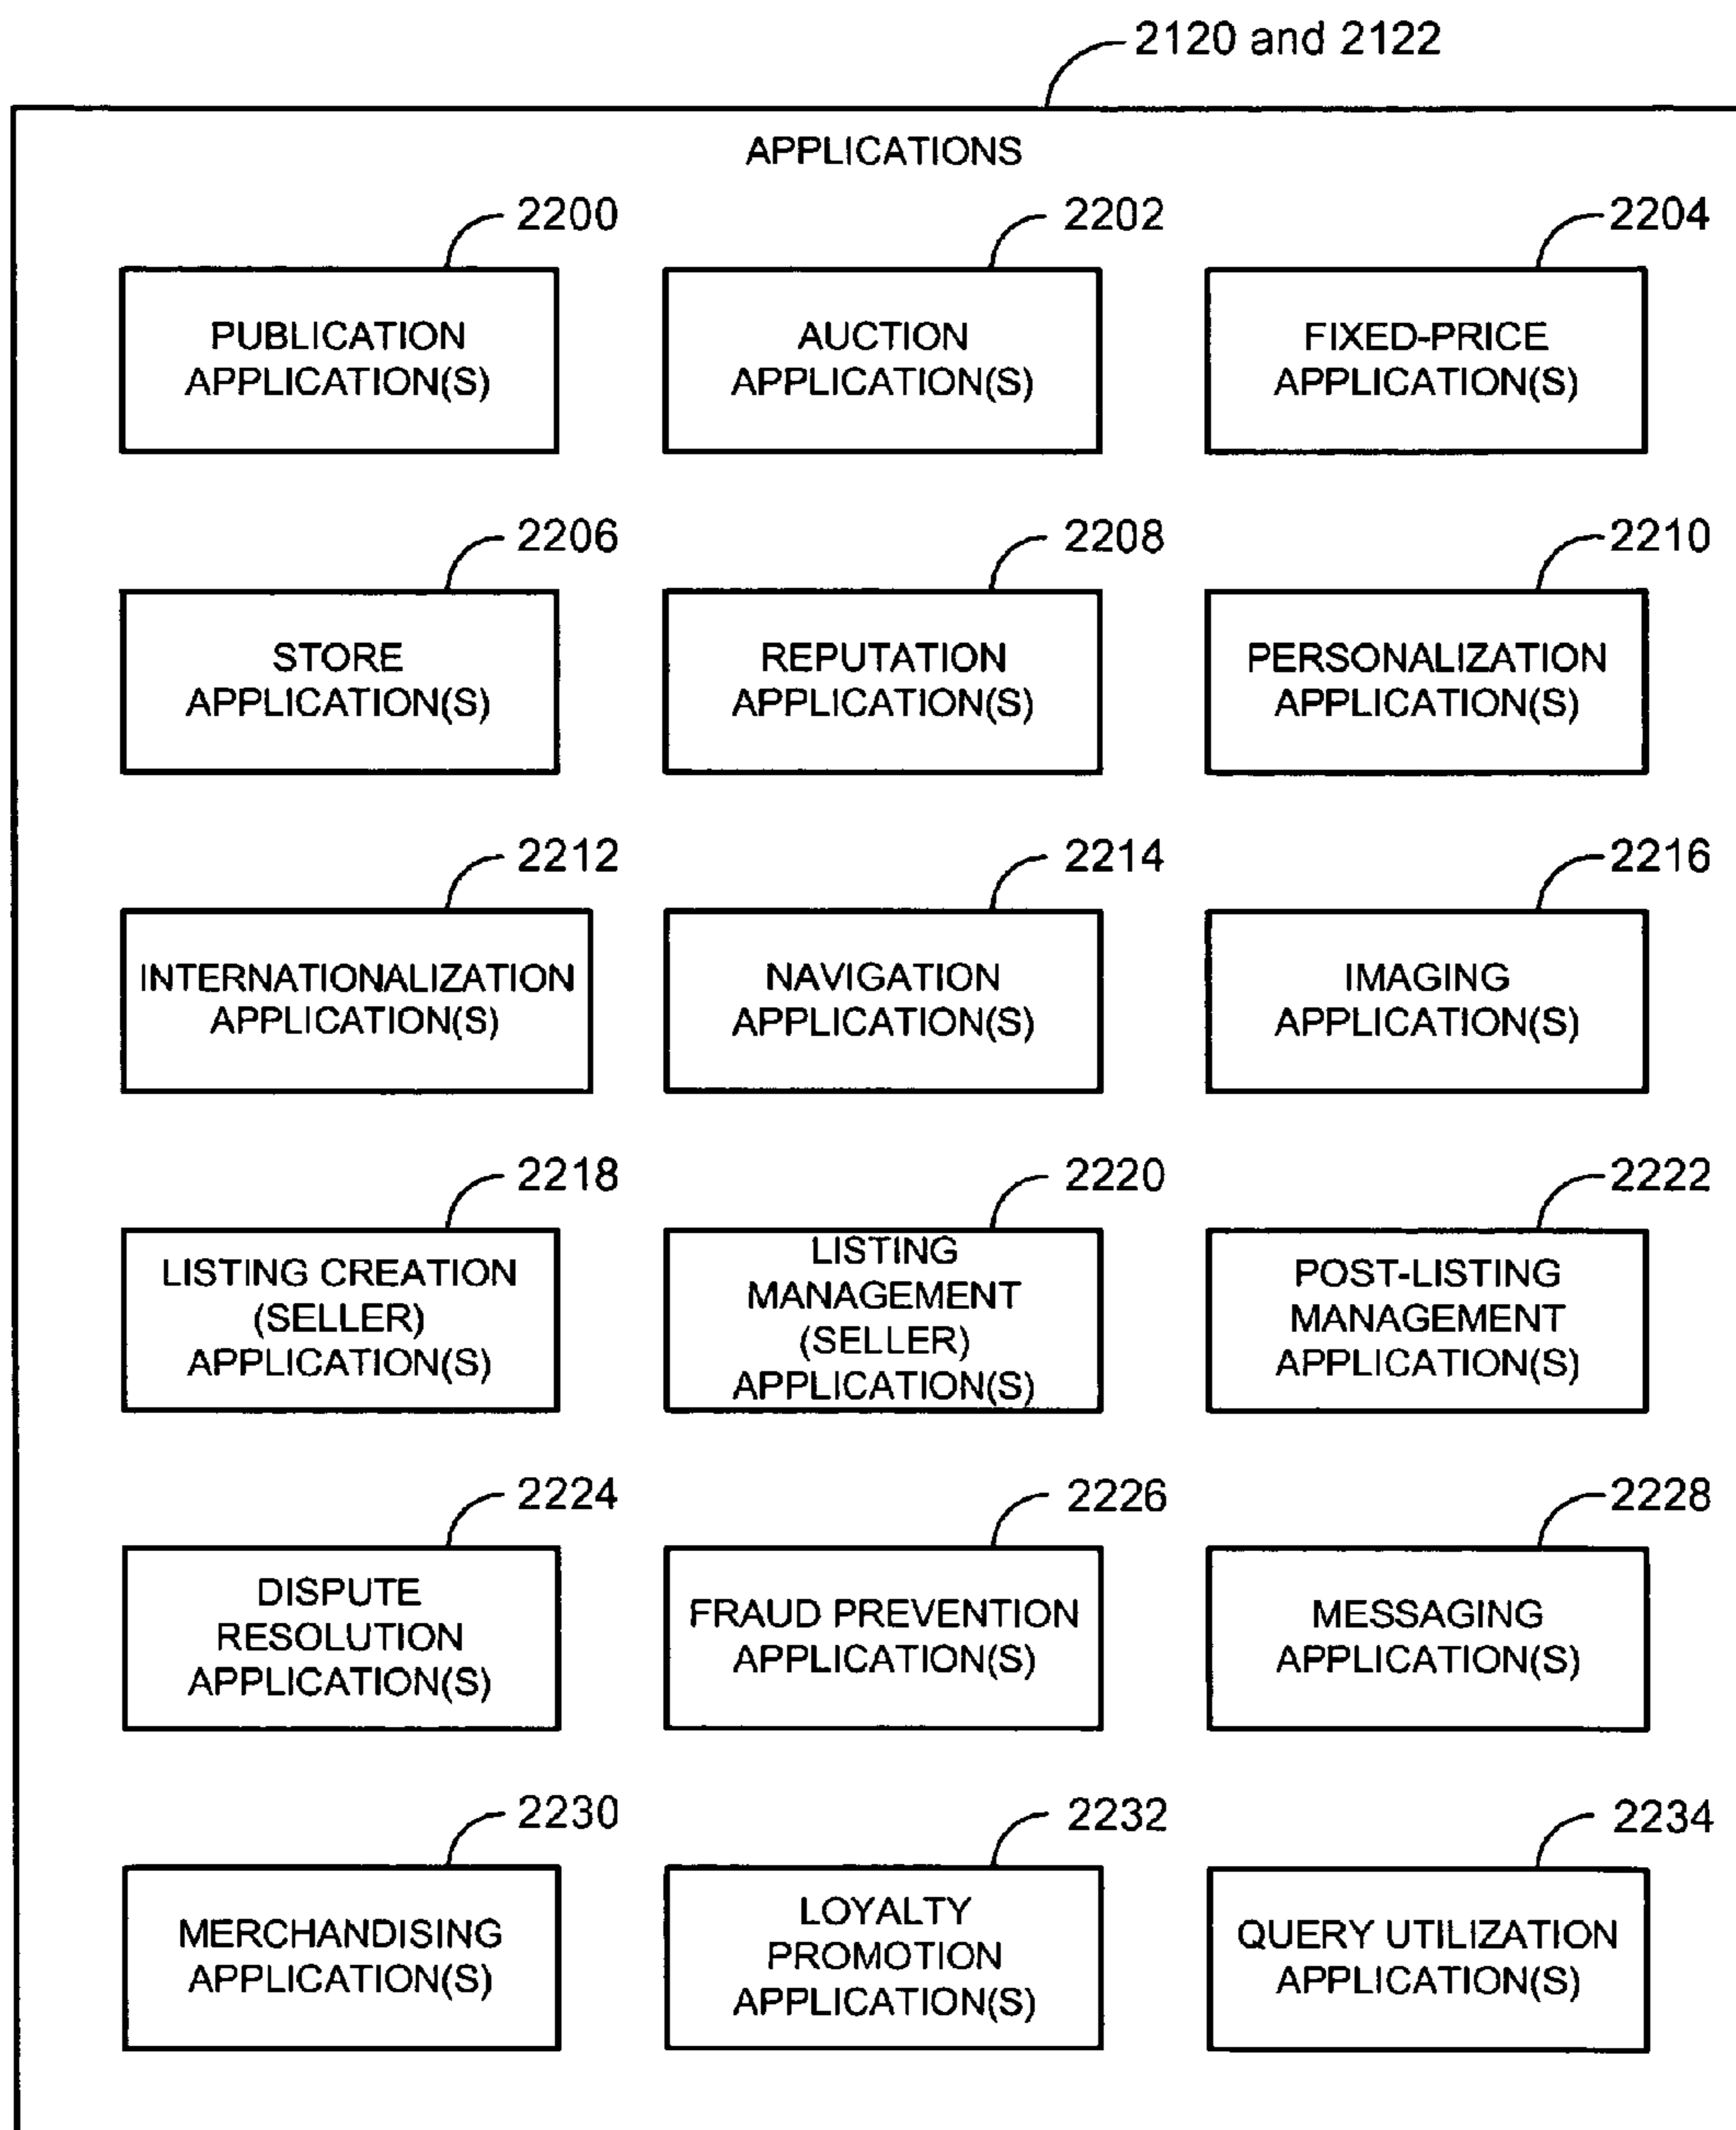 2120 and 2122
APPLICATIONS
2200
PUBLICATION
APPLICATION(S)
2202
AUCTION
APPLICATION(S)
2204
FIXED-PRICE
APPLICATION(S)
2206
STORE
APPLICATION(S)
2208
REPUTATION
APPLICATION(S)
2210
PERSONALIZATION
APPLICATION(S)
2212
INTERNATIONALIZATION
APPLICATION(S)
2214
NAVIGATION
APPLICATION(S)
2216
IMAGING
APPLICATION(S)
2218
LISTING CREATION
(SELLER)
APPLICATION(S)
2220
LISTING
MANAGEMENT
(SELLER)
APPLICATION(S)
2222
POST-LISTING
MANAGEMENT
APPLICATION(S)
2224
DISPUTE
RESOLUTION
APPLICATION(S)
2226
FRAUD PREVENTION
APPLICATION(S)
2228
MESSAGING
APPLICATION(S)
2230
MERCHANDISING
APPLICATION(S)
2232
LOYALTY
PROMOTION
APPLICATION(S)
2234
QUERY UTILIZATION
APPLICATION(S)